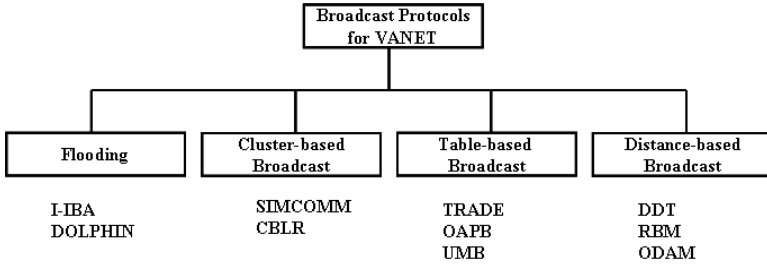 Broadcast Protocols
for VANET
Flooding
Cluster-based
Broadcast
Table-based
Broadcast
Distance-based
Broadcast
I-IBA
DOLPHIN
SIMCOMM
CBLR
TRADE
OAPB
UMB
DDT
RBM
ODAM